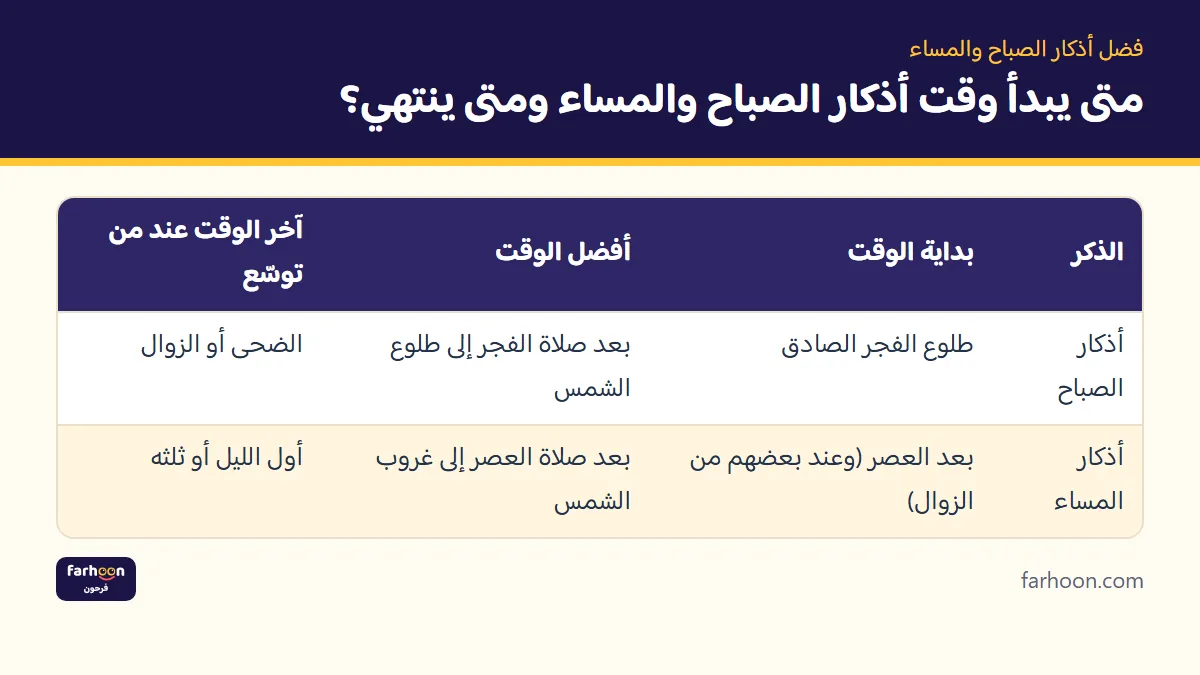 فضل أذكار الصباح والمساء
متى يبدأ وقت أذكار الصباح والمساء ومتى ينتهي؟
الذكر
بداية الوقت
أفضل الوقت
آخر الوقت عند من
توسّع
أذكار
الصباح
طلوع الفجر الصادق
بعد صلاة الفجر إلى طلوع
الشمس
الضحى أو الزوال
أذكار
المساء
بعد العصر (وعند بعضهم من
الزوال)
بعد صلاة العصر إلى غروب
الشمس
أول الليل أو ثلثه
farhoon.com
farhoon
فرحون